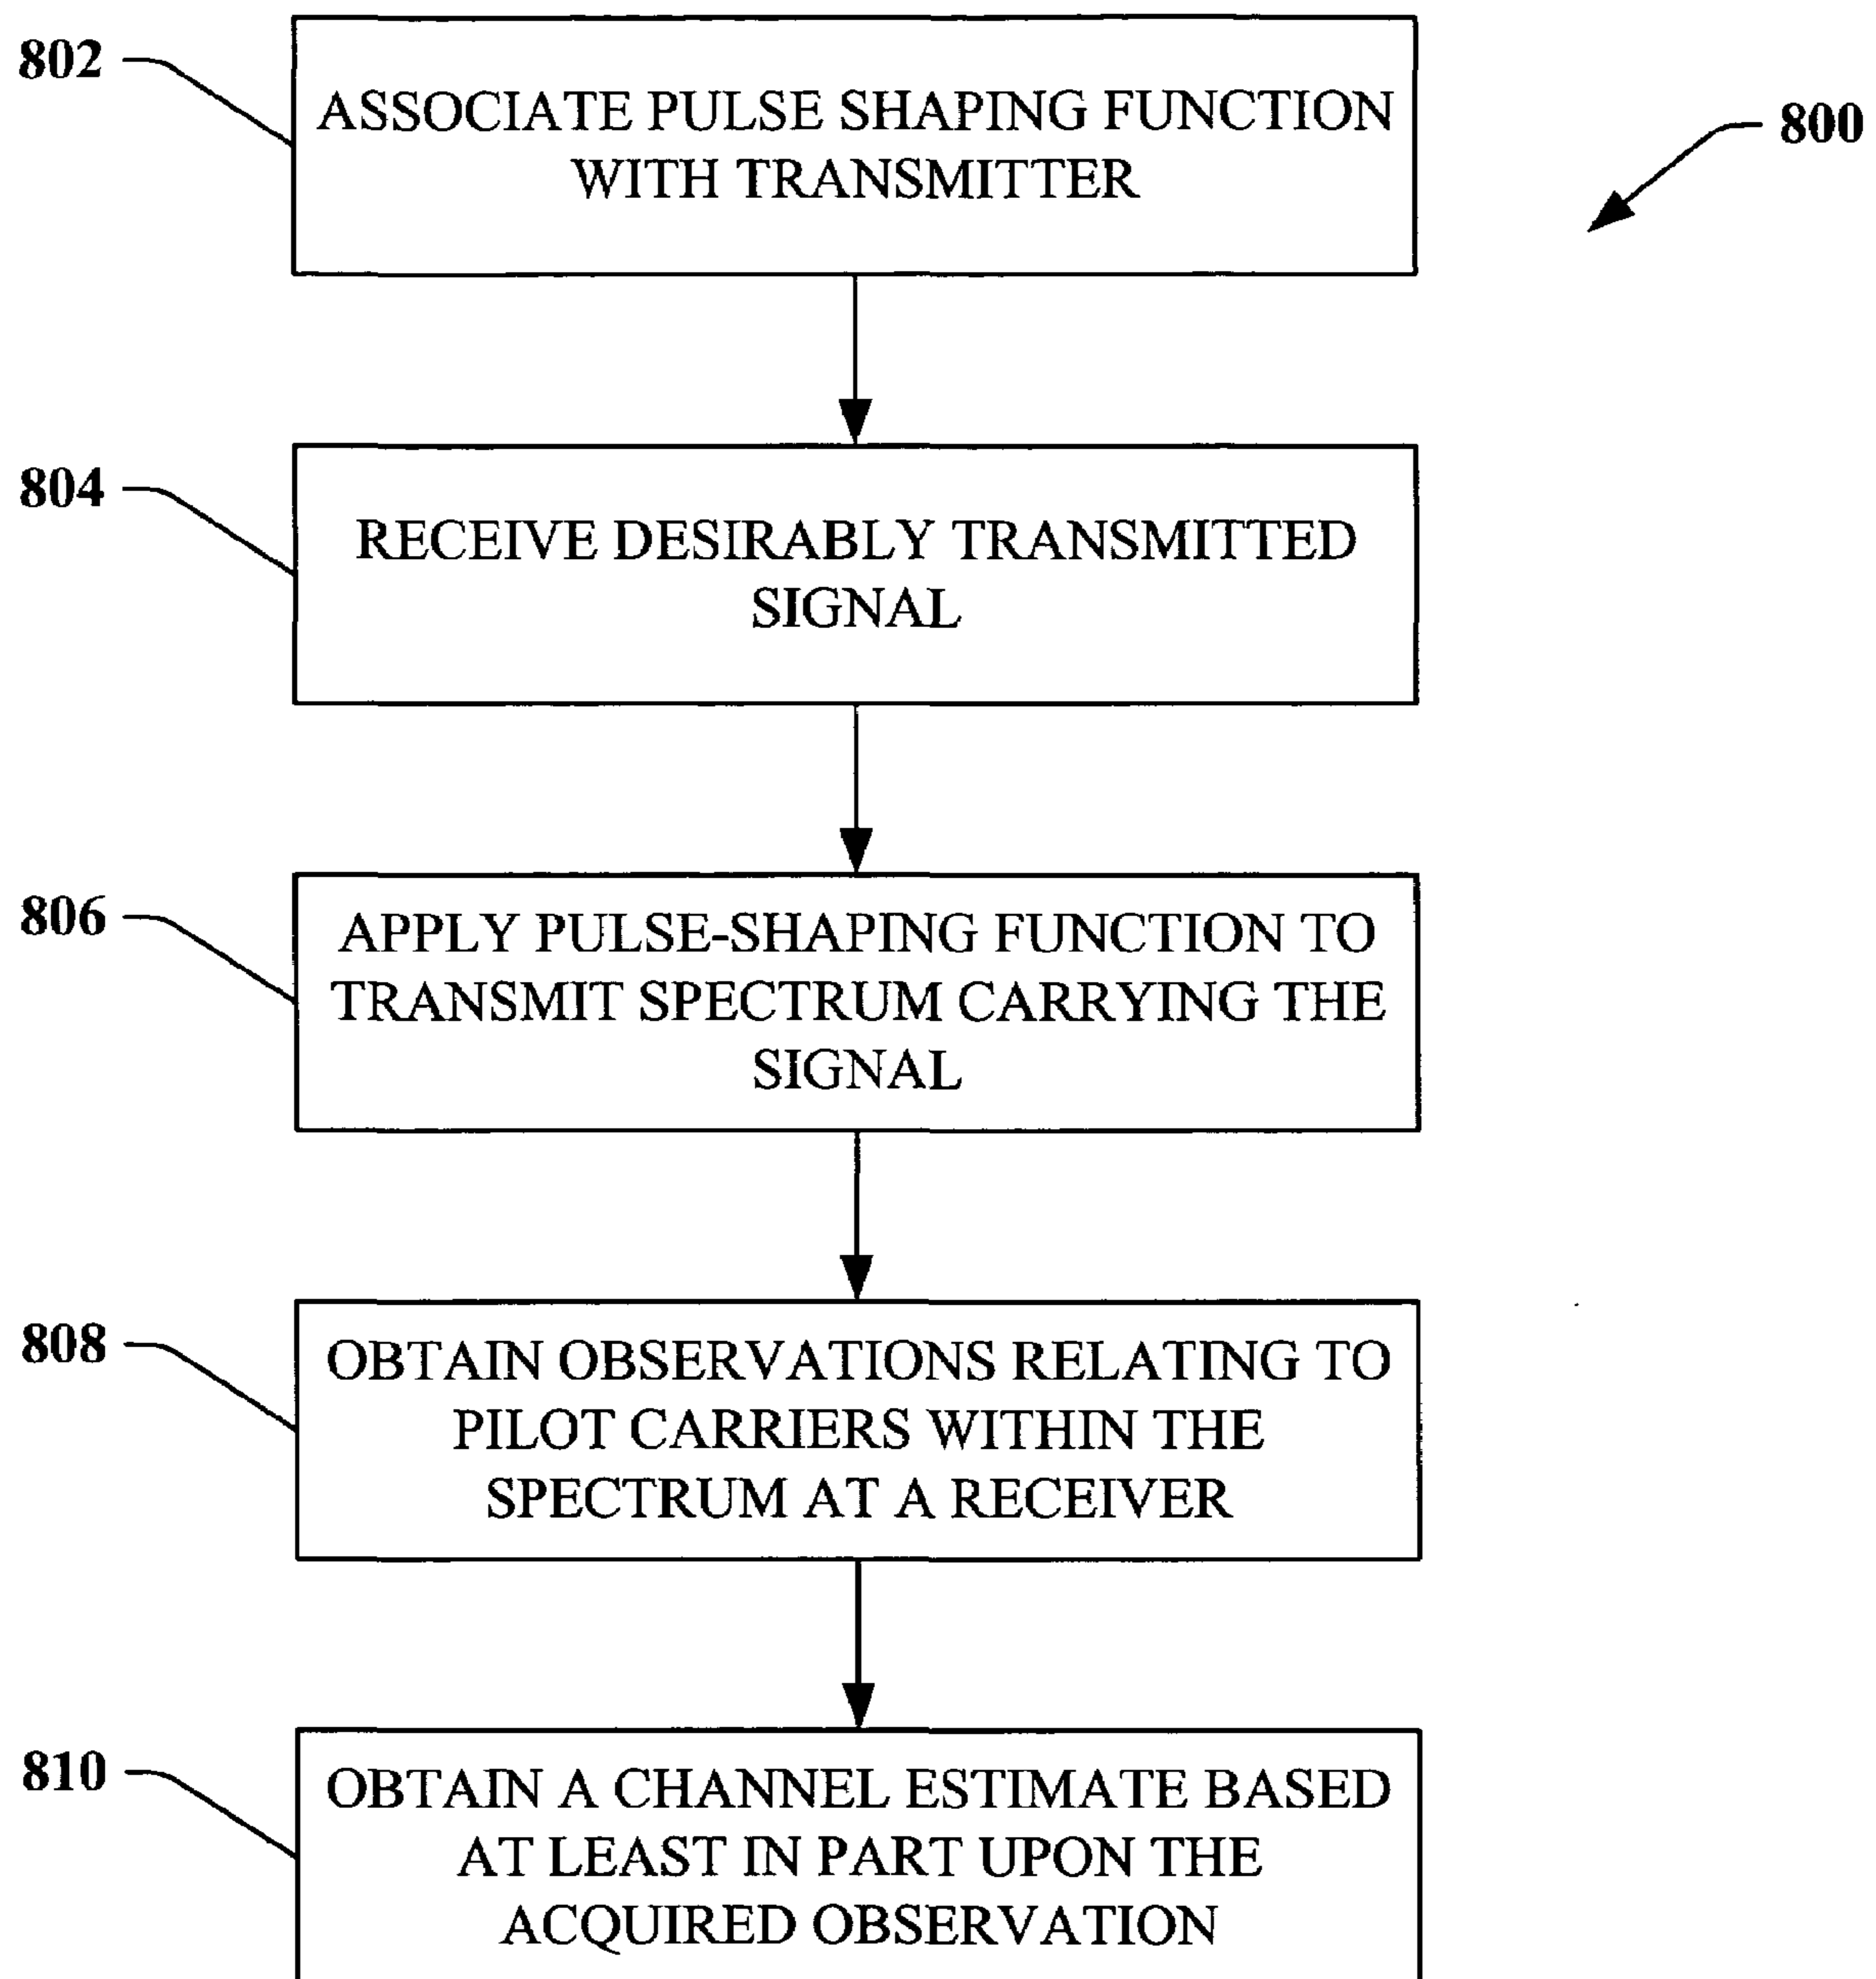 802
ASSOCIATE PULSE SHAPING FUNCTION
WITH TRANSMITTER
800
804
RECEIVE DESIRABLY TRANSMITTED
SIGNAL
806
APPLY PULSE-SHAPING FUNCTION TO
TRANSMIT SPECTRUM CARRYING THE
SIGNAL
808
OBTAIN OBSERVATIONS RELATING TO
PILOT CARRIERS WITHIN THE
SPECTRUM AT A RECEIVER
810
OBTAIN A CHANNEL ESTIMATE BASED
AT LEAST IN PART UPON THE
ACQUIRED OBSERVATION